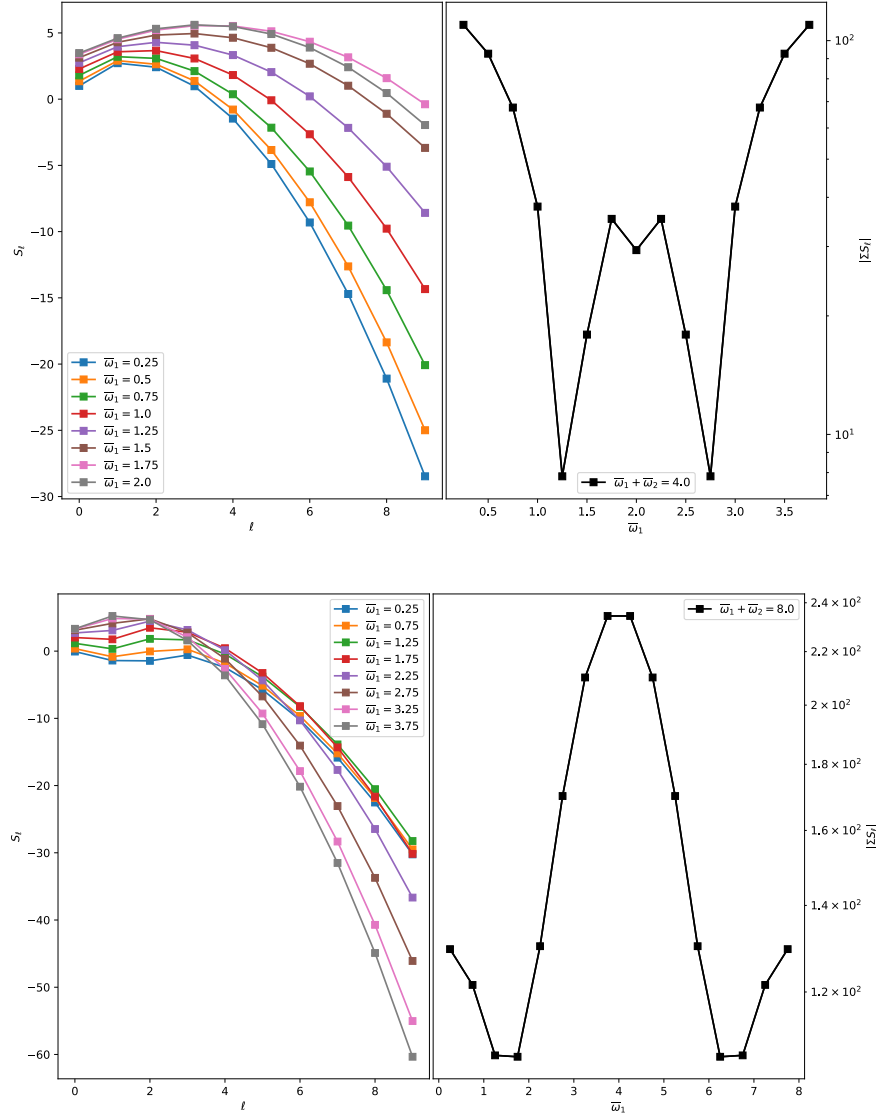 5
0
−5
−10
−15
−20
−25
−30
S_ℓ
0 2 4 6 8
ℓ
ω̅₁ = 0.25
ω̅₁ = 0.5
ω̅₁ = 0.75
ω̅₁ = 1.0
ω̅₁ = 1.25
ω̅₁ = 1.5
ω̅₁ = 1.75
ω̅₁ = 2.0
10²
10¹
|ΣS_ℓ|
0.5 1.0 1.5 2.0 2.5 3.0 3.5
ω̅₁
ω̅₁ + ω̅₂ = 4.0
0
−10
−20
−30
−40
−50
−60
S_ℓ
0 2 4 6 8
ℓ
ω̅₁ = 0.25
ω̅₁ = 0.75
ω̅₁ = 1.25
ω̅₁ = 1.75
ω̅₁ = 2.25
ω̅₁ = 2.75
ω̅₁ = 3.25
ω̅₁ = 3.75
ω̅₁ + ω̅₂ = 8.0
2.4 × 10²
2.2 × 10²
2 × 10²
1.8 × 10²
1.6 × 10²
1.4 × 10²
1.2 × 10²
|ΣS_ℓ|
0 1 2 3 4 5 6 7 8
ω̅₁